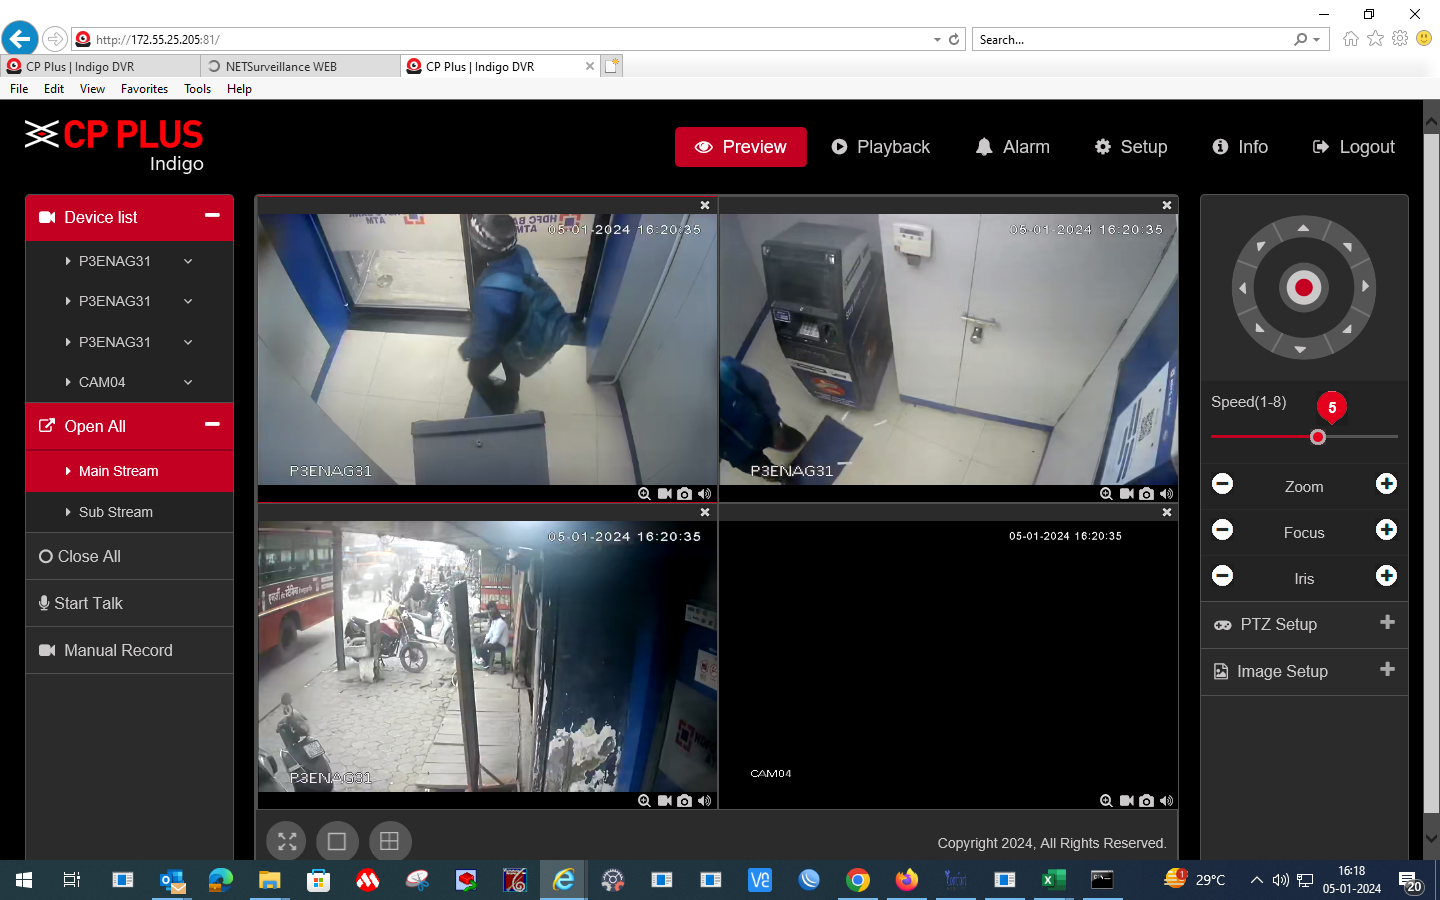 http://172.55.25.205:81/
Search...
CP Plus | Indigo DVR
NETSurveillance WEB
CP Plus | Indigo DVR
File Edit View Favorites Tools Help
CP PLUS
Indigo
Preview
Playback
Alarm
Setup
Info
Logout
Device list
P3ENAG31
P3ENAG31
P3ENAG31
CAM04
Open All
Main Stream
Sub Stream
Close All
Start Talk
Manual Record
ATM
HDFC BA
05-01-2024 16:20:35
P3ENAG31
05-01-2024 16:20:35
P3ENAG31
05-01-2024 16:20:35
P3ENAG31
05-01-2024 16:20:35
CAM04
Speed(1-8)
5
Zoom
Focus
Iris
PTZ Setup
Image Setup
Copyright 2024, All Rights Reserved.
29°C
16:18
05-01-2024
20